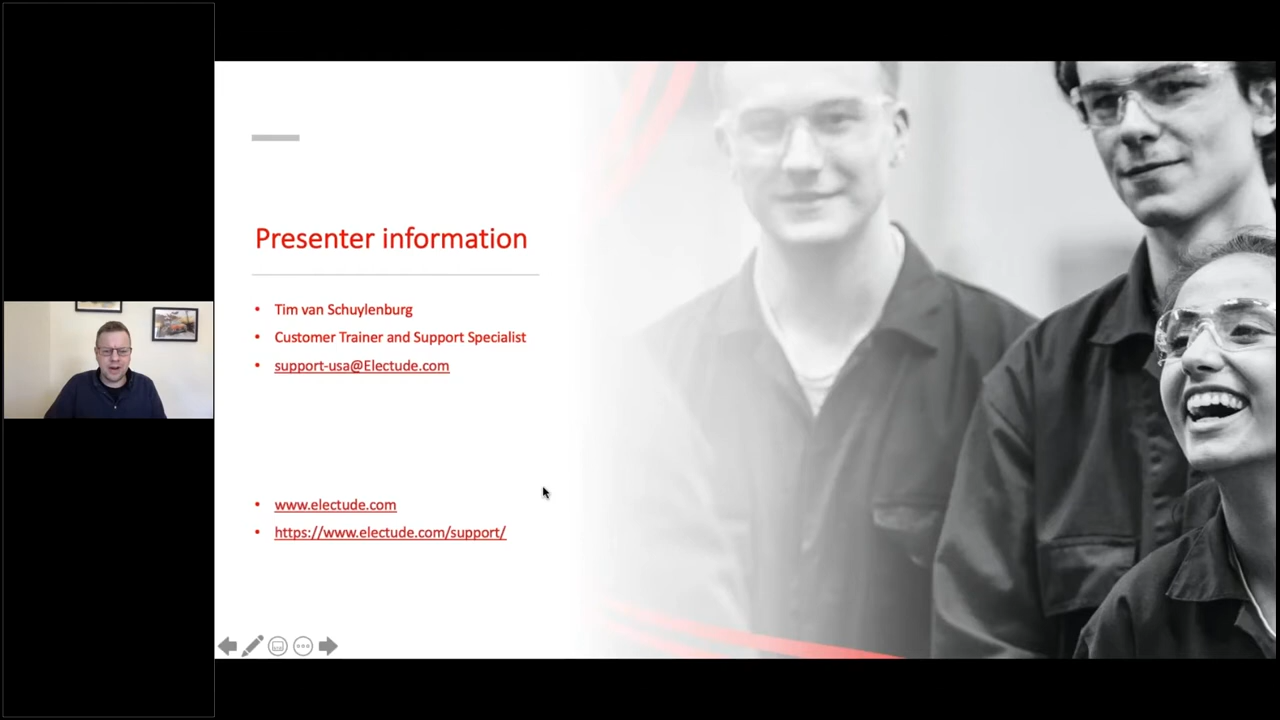 Presenter information
• Tim van Schuylenburg
• Customer Trainer and Support Specialist
• support-usa@Electude.com
• www.electude.com
• https://www.electude.com/support/